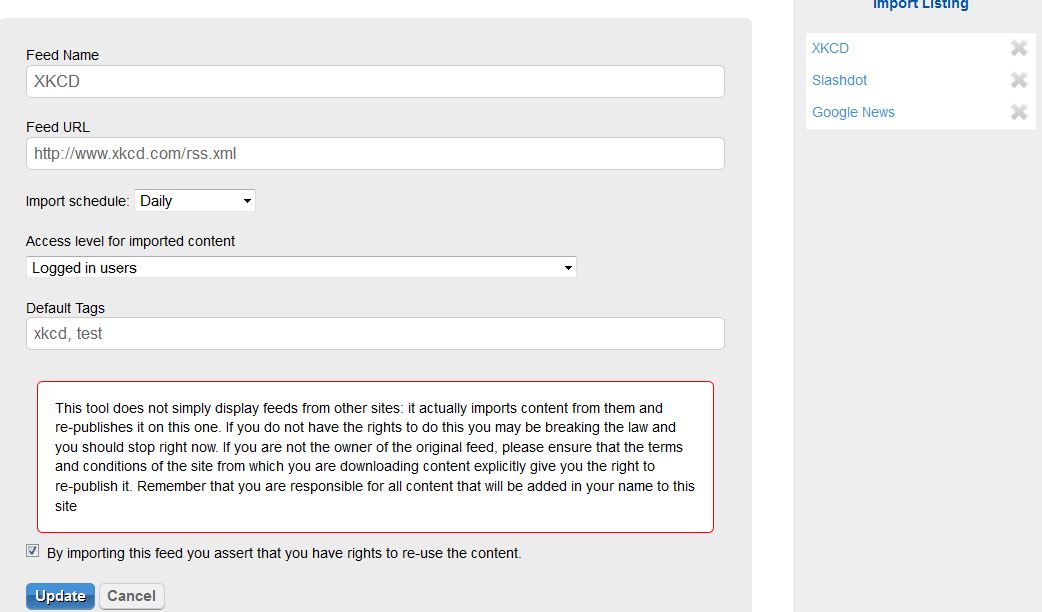 Import Listing
Feed Name
XKCD
Feed URL
http://www.xkcd.com/rss.xml
Import schedule: Daily
Access level for imported content
Logged in users
Default Tags
xkcd, test
This tool does not simply display feeds from other sites: it actually imports content from them and
re-publishes it on this one. If you do not have the rights to do this you may be breaking the law and
you should stop right now. If you are not the owner of the original feed, please ensure that the terms
and conditions of the site from which you are downloading content explicitly give you the right to
re-publish it. Remember that you are responsible for all content that will be added in your name to this
site
By importing this feed you assert that you have rights to re-use the content.
Update Cancel
XKCD
Slashdot
Google News